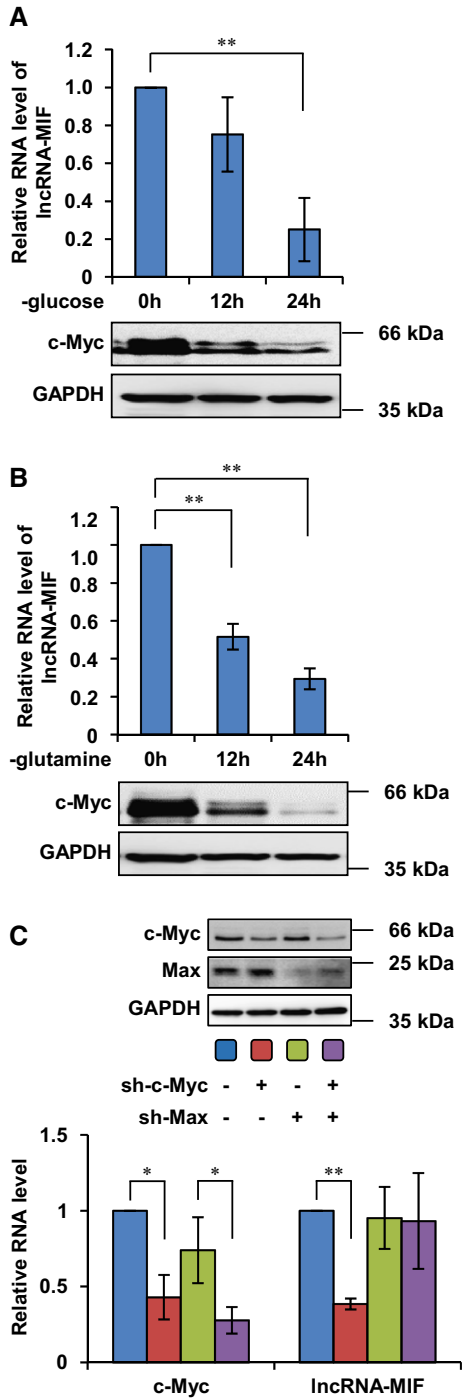 A
**
Relative RNA level of
lncRNA-MIF
1.2
1.0
0.8
0.6
0.4
0.2
0
-glucose 0h 12h 24h
c-Myc
66 kDa
GAPDH
35 kDa
B
**
**
Relative RNA level of
lncRNA-MIF
1.2
1.0
0.8
0.6
0.4
0.2
0
-glutamine 0h 12h 24h
c-Myc
66 kDa
GAPDH
35 kDa
C
c-Myc
66 kDa
Max
25 kDa
GAPDH
35 kDa
sh-c-Myc - + - +
sh-Max - - + +
Relative RNA level
1.5
1
0.5
0
* * **
c-Myc lncRNA-MIF